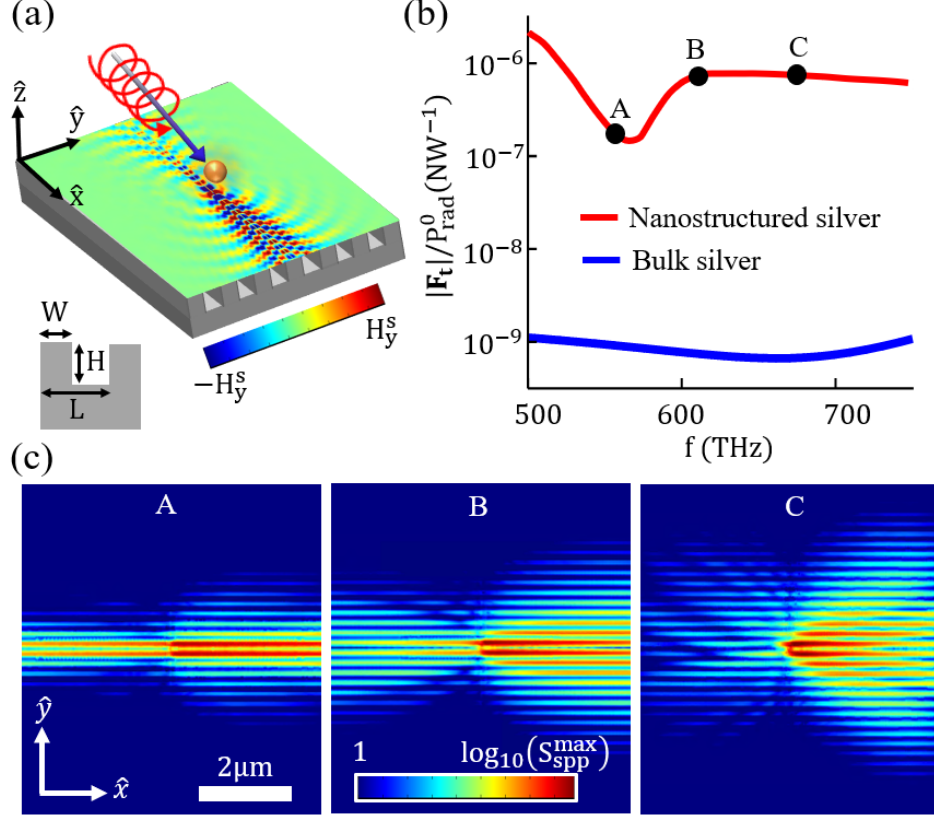 (a)
ẑ
ŷ
x̂
W
H
L
−H_y^s
H_y^s
(b)
|F_t|/P_rad^0 (NW⁻¹)
10⁻⁶
10⁻⁷
10⁻⁸
10⁻⁹
A
B
C
Nanostructured silver
Bulk silver
500
600
700
f (THz)
(c)
A
B
C
ŷ
x̂
2μm
1
log₁₀(S_spp^max)